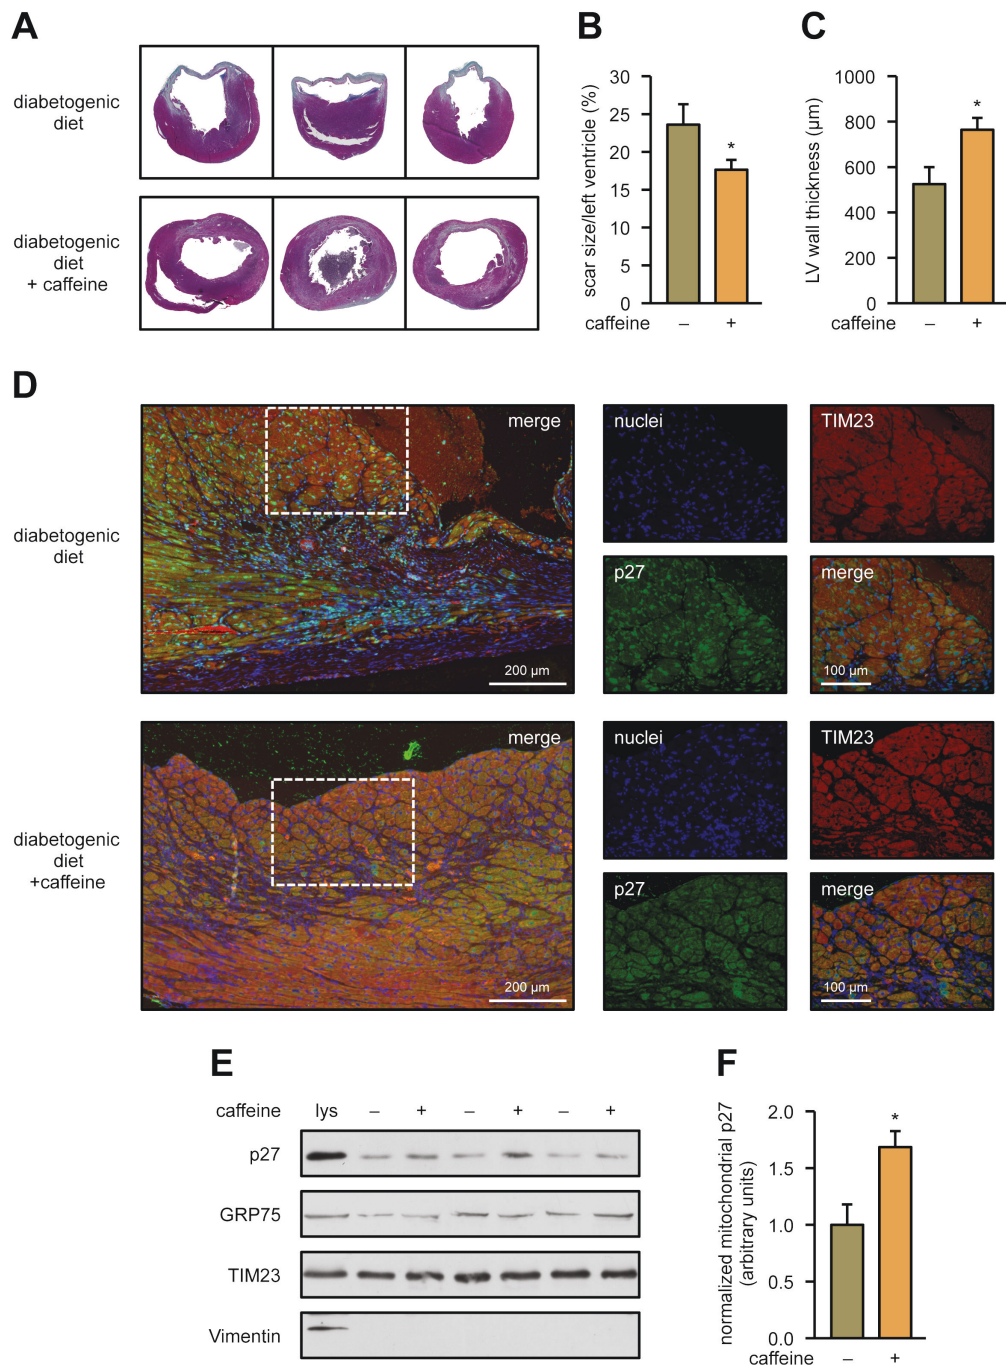 A
diabetogenic
diet
diabetogenic
diet
+ caffeine
B
scar size/left ventricle (%)
30
25
20
15
10
5
0
*
caffeine – +
C
LV wall thickness (µm)
1000
800
600
400
200
0
*
caffeine – +
D
diabetogenic
diet
merge
200 µm
nuclei
TIM23
p27
merge
100 µm
diabetogenic
diet
+caffeine
merge
200 µm
nuclei
TIM23
p27
merge
100 µm
E
caffeine lys – + – + – +
p27
GRP75
TIM23
Vimentin
F
normalized mitochondrial p27
(arbitrary units)
2.0
1.5
1.0
0.5
0.0
*
caffeine – +